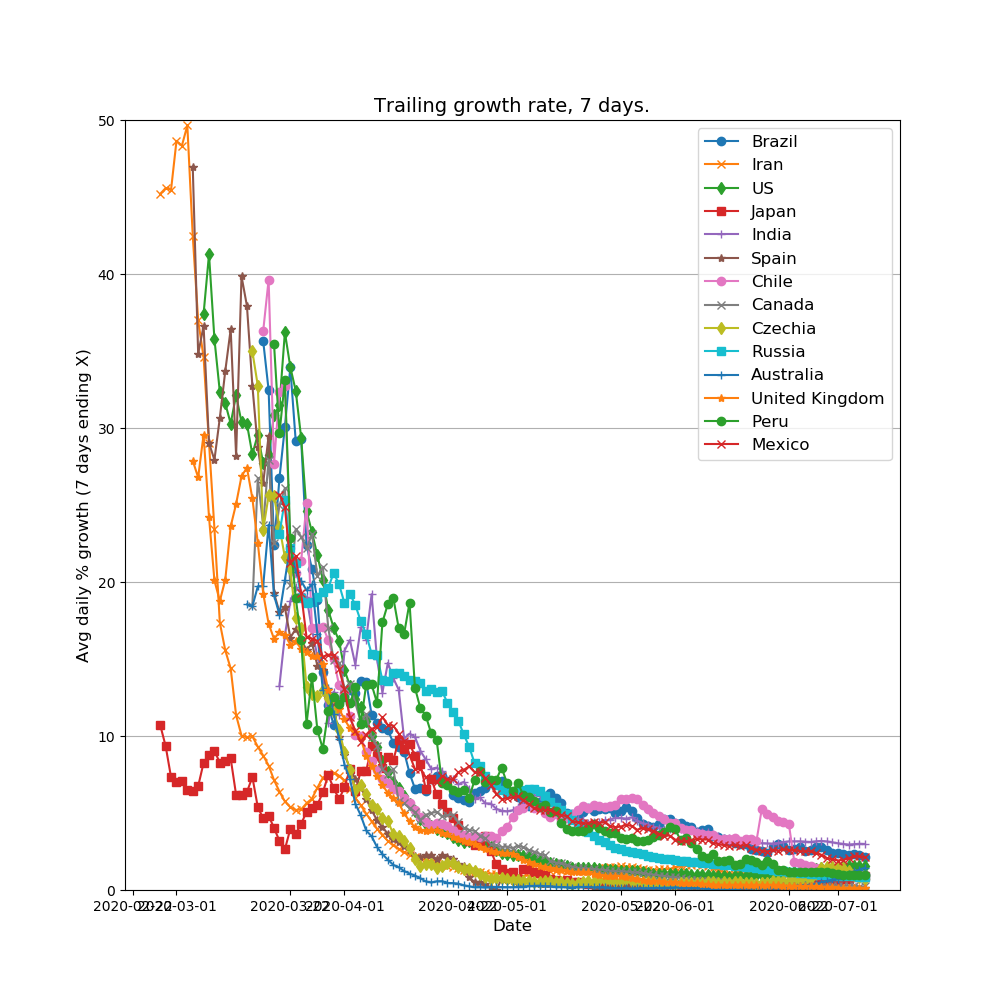 Trailing growth rate, 7 days.
50
40
30
20
10
0
Avg daily % growth (7 days ending X)
Brazil
Iran
US
Japan
India
Spain
Chile
Canada
Czechia
Russia
Australia
United Kingdom
Peru
Mexico
2020-03-01 2020-04-01 2020-05-01 2020-06-01 2020-07-01
Date